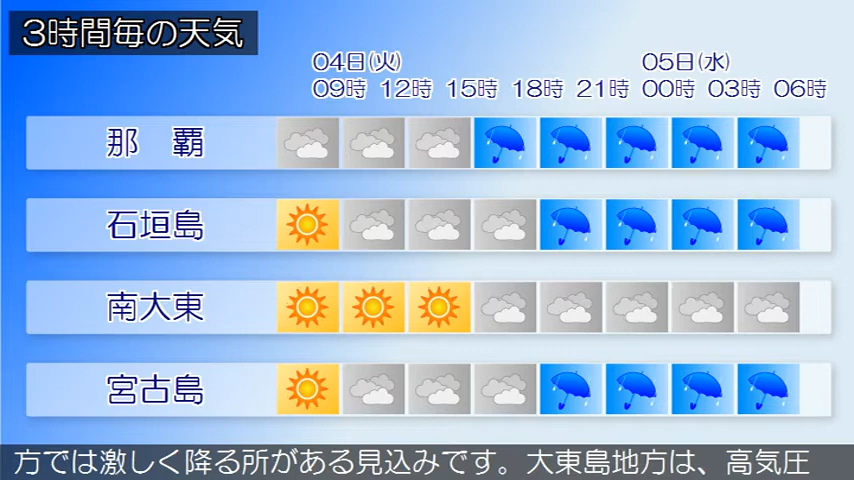 3時間毎の天気
04日(火) 05日(水)
09時 12時 15時 18時 21時 00時 03時 06時
那　覇
石垣島
南大東
宮古島
方では激しく降る所がある見込みです。大東島地方は、高気圧